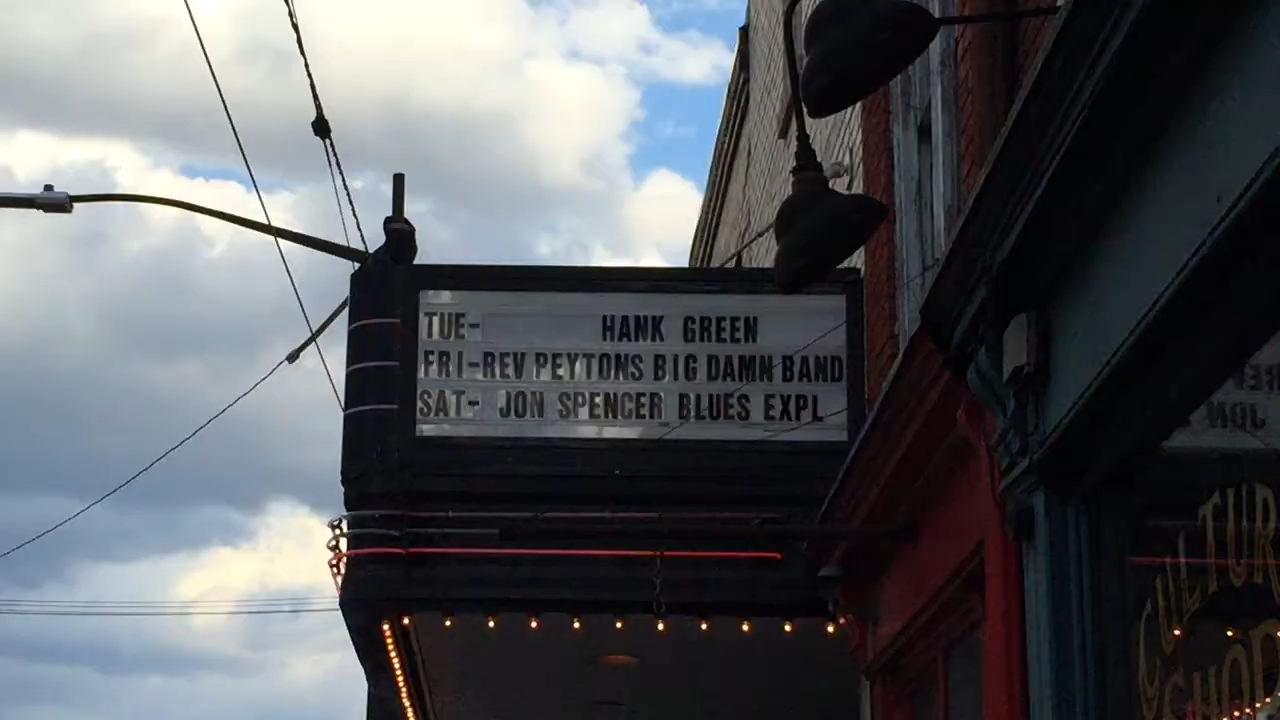 TUE- HANK GREEN
FRI-REV PEYTONS BIG DAMN BAND
SAT- JON SPENCER BLUES EXPL